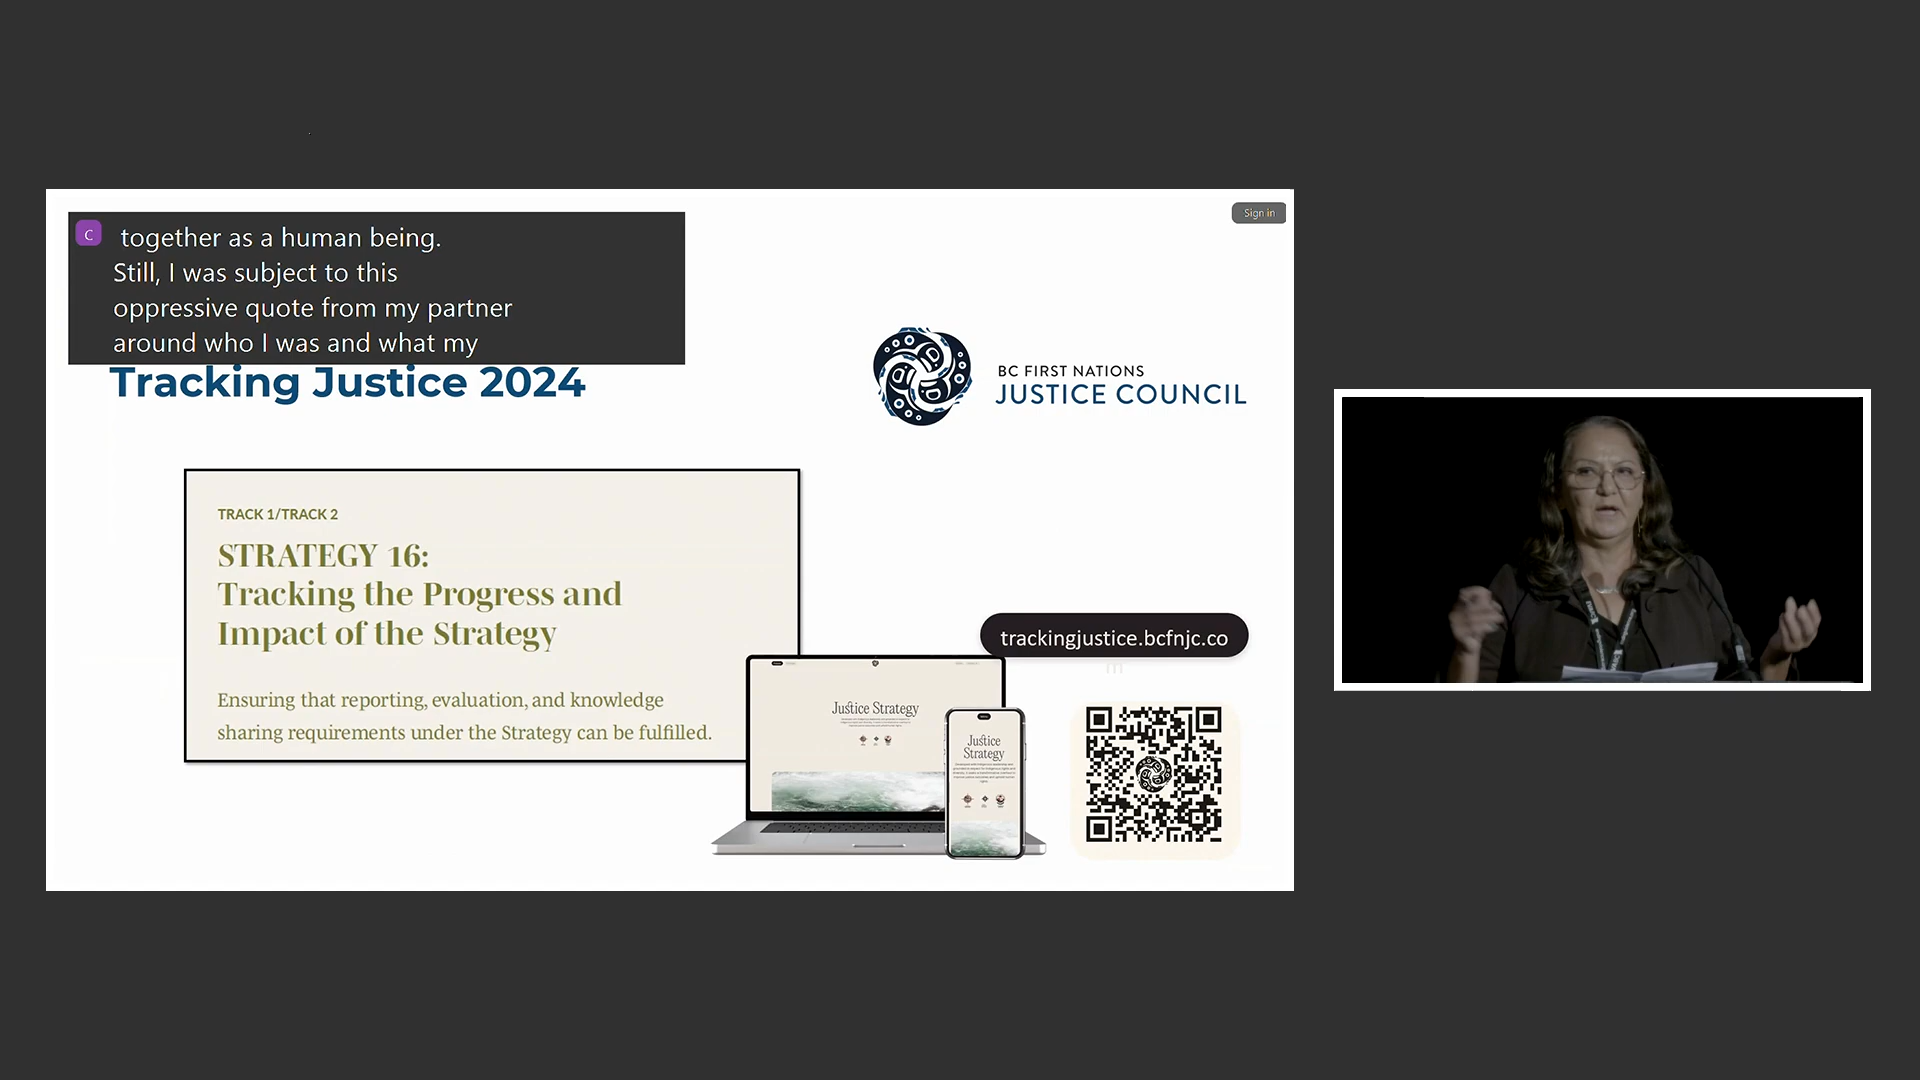 Sign in
C
together as a human being.
Still, I was subject to this
oppressive quote from my partner
around who I was and what my
Tracking Justice 2024
BC FIRST NATIONS
JUSTICE COUNCIL
TRACK 1/TRACK 2
STRATEGY 16:
Tracking the Progress and
Impact of the Strategy
Ensuring that reporting, evaluation, and knowledge
sharing requirements under the Strategy can be fulfilled.
trackingjustice.bcfnjc.co
m
Justice Strategy
Justice
Strategy